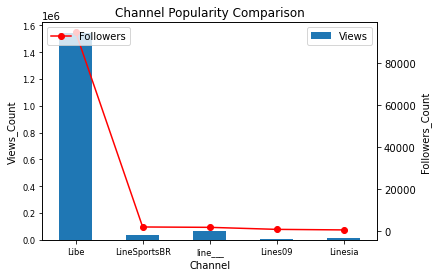 Channel Popularity Comparison
1e6
Followers
Views
1.6
1.4
1.2
1.0
0.8
0.6
0.4
0.2
0.0
Views_Count
80000
60000
40000
20000
0
Followers_Count
Libe LineSportsBR line___ Lines09 Linesia
Channel